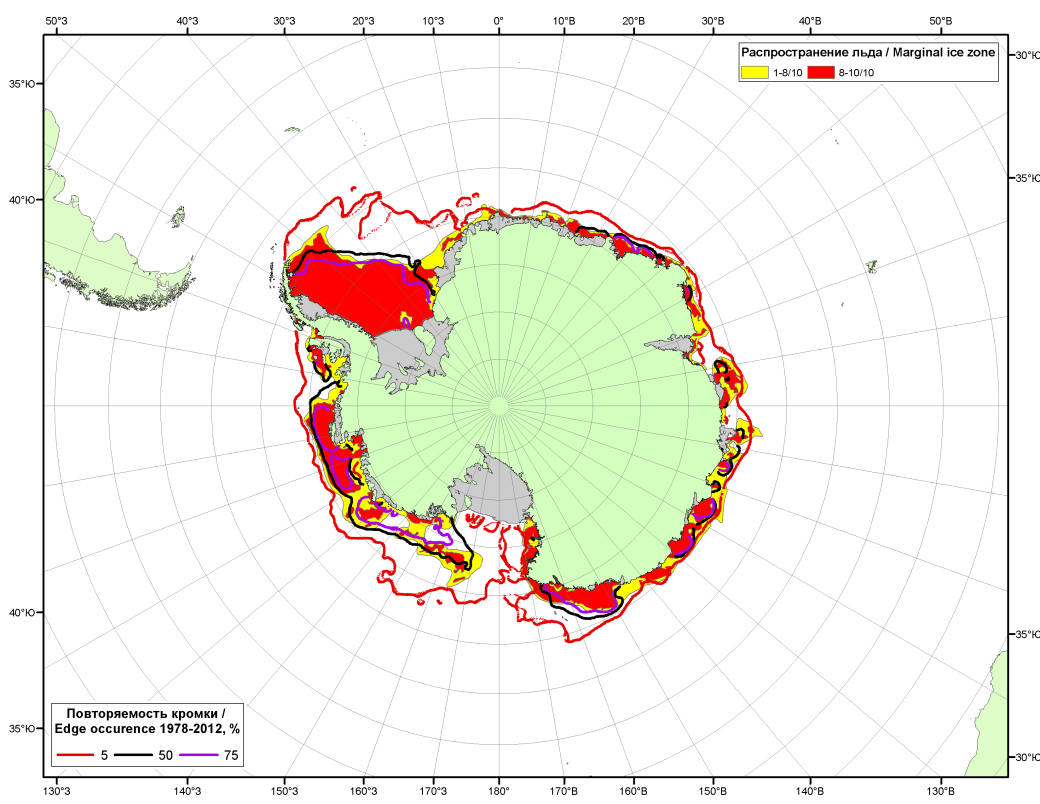 50°З 40°З 30°З 20°З 10°З 0° 10°В 20°В 30°В 40°В 50°В
Распространение льда / Marginal ice zone
1-8/10 8-10/10
30°Ю
35°Ю
35°Ю
40°Ю
40°Ю
35°Ю
Повторяемость кромки /
Edge occurence 1978-2012, %
5 50 75
35°Ю
30°Ю
130°З 140°З 150°З 160°З 170°З 180° 170°В 160°В 150°В 140°В 130°В